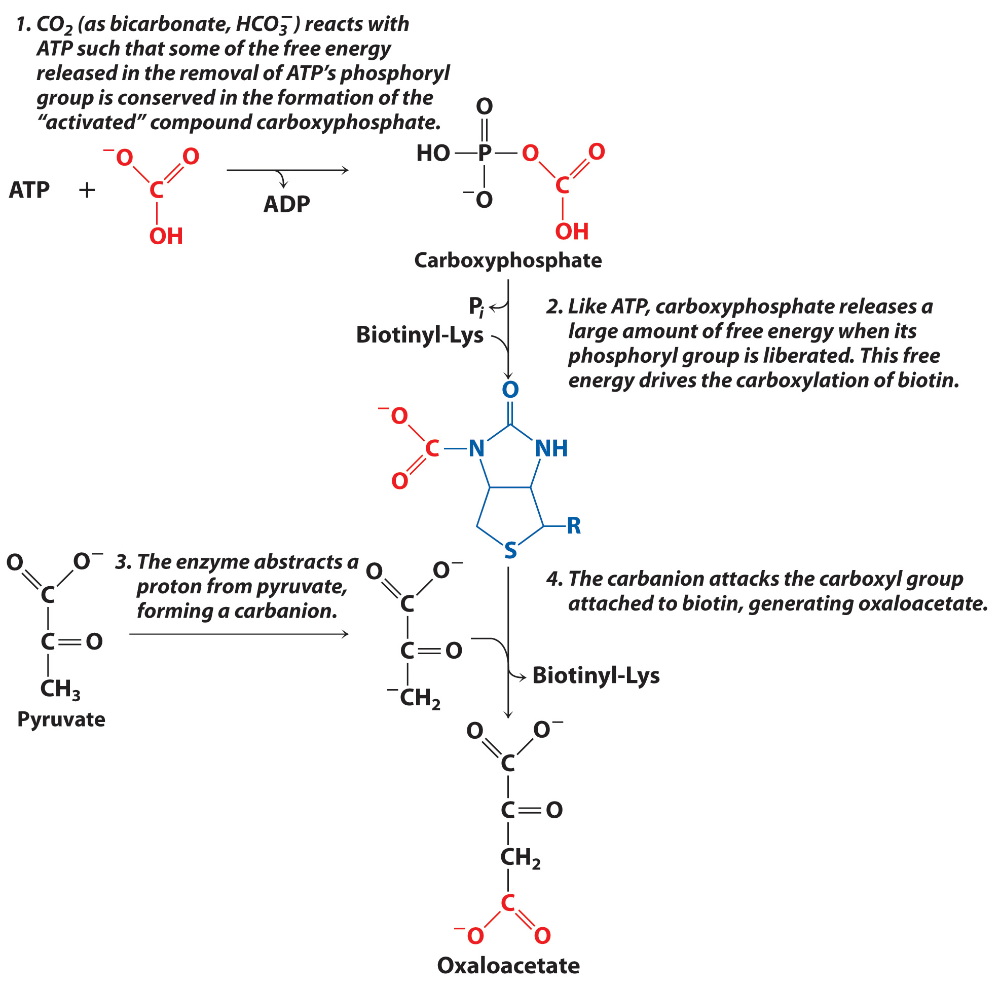 1. CO₂ (as bicarbonate, HCO₃⁻) reacts with
ATP such that some of the free energy
released in the removal of ATP’s phosphoryl
group is conserved in the formation of the
“activated” compound carboxyphosphate.
ATP + ⁻O O
C
OH
ADP
O
HO P O O
⁻O C
OH
Carboxyphosphate
Pᵢ
Biotinyl-Lys
2. Like ATP, carboxyphosphate releases a
large amount of free energy when its
phosphoryl group is liberated. This free
energy drives the carboxylation of biotin.
O
⁻O
C N NH
O
R
S
O O⁻
C
C O
CH₃
Pyruvate
3. The enzyme abstracts a
proton from pyruvate,
forming a carbanion.
O O⁻
C
C O
⁻CH₂
4. The carbanion attacks the carboxyl group
attached to biotin, generating oxaloacetate.
Biotinyl-Lys
O O⁻
C
C O
CH₂
C
⁻O O
Oxaloacetate